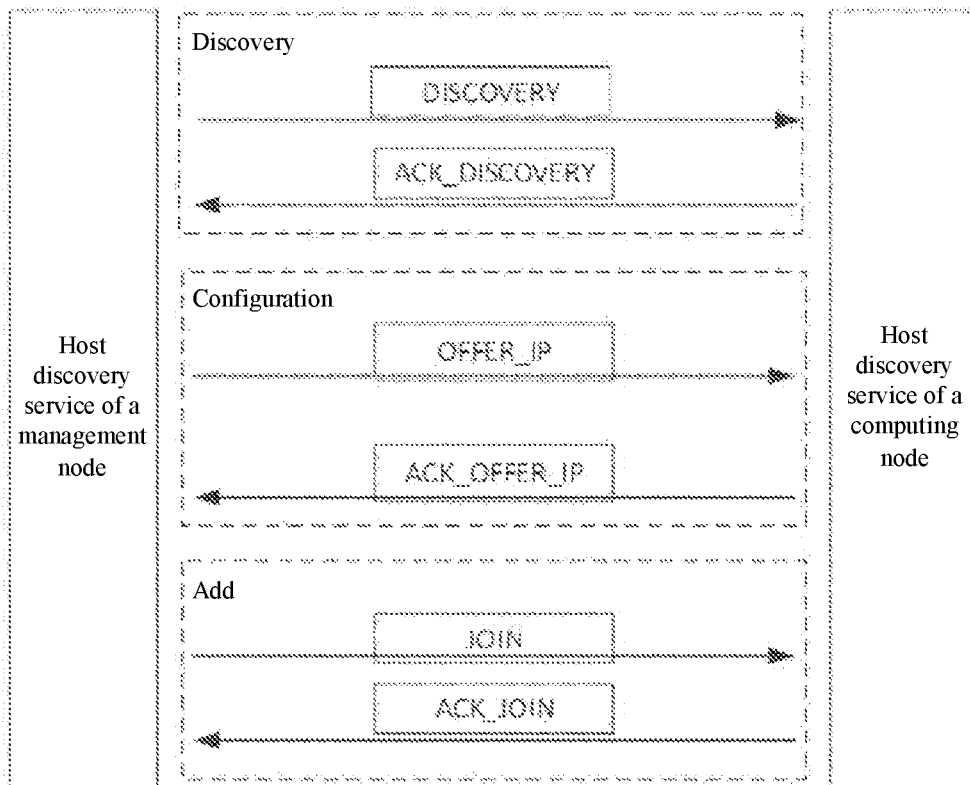 Discovery
DISCOVERY
ACK_DISCOVERY
Configuration
OFFER_IP
ACK_OFFER_IP
Add
JOIN
ACK_JOIN
Host
discovery
service of a
management
node
Host
discovery
service of a
computing
node